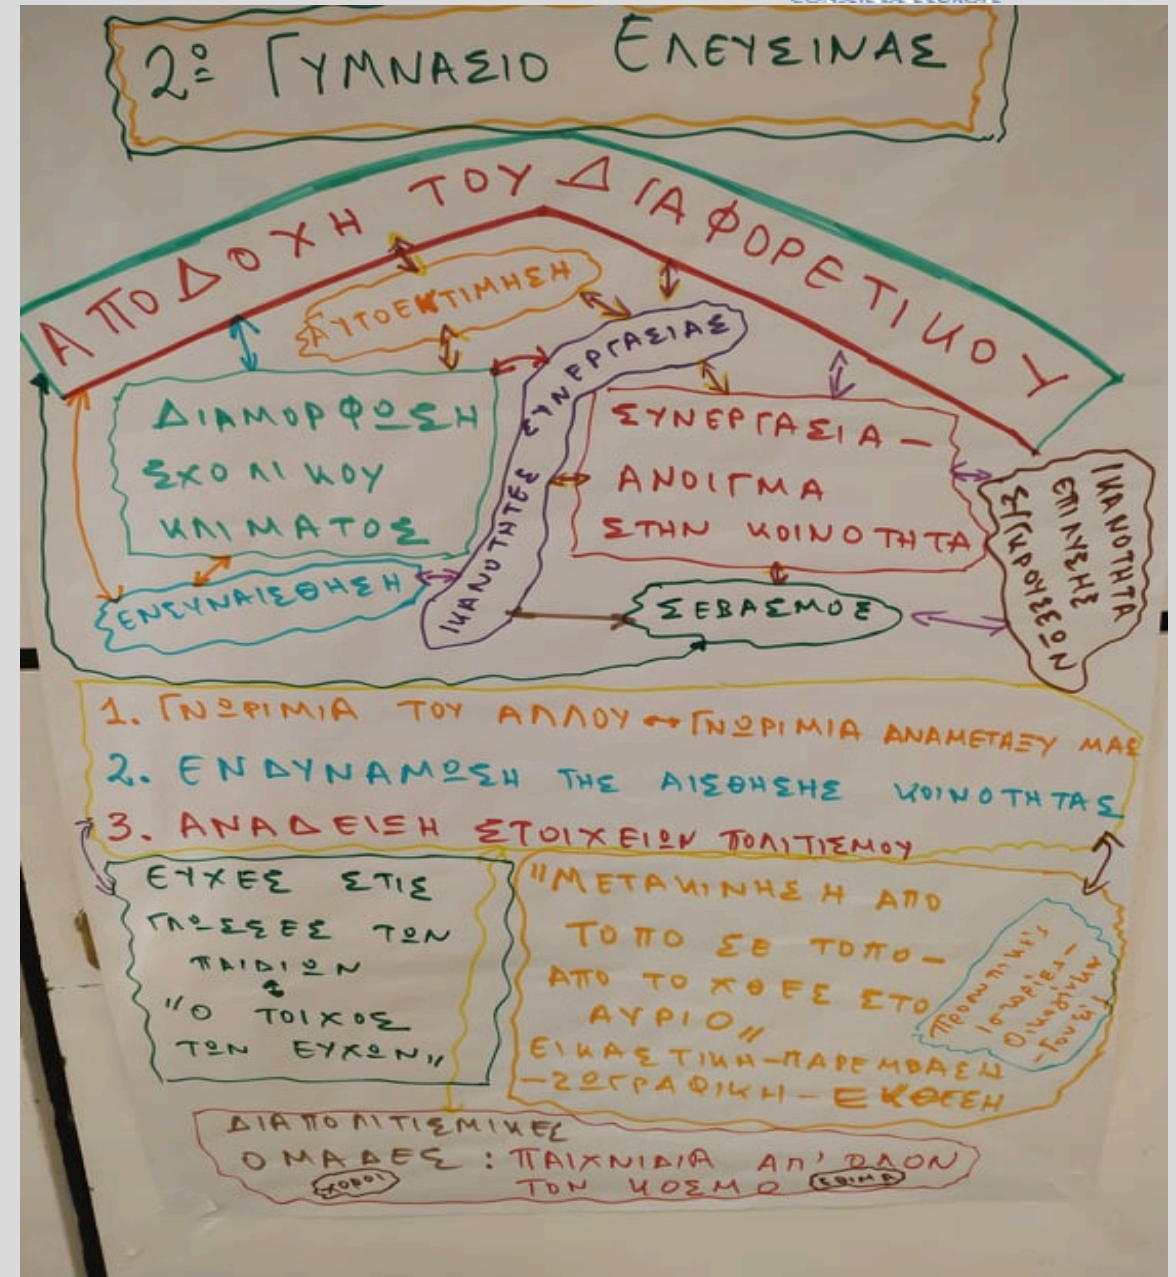 2º ΓΥΜΝΑΣΙΟ ΕΛΕΥΣΙΝΑΣ
ΑΠΟΔΟΧΗ ΤΟΥ ΔΙΑΦΟΡΕΤΙΚΟΥ
ΑΥΤΟΕΚΤΙΜΗΣΗ
ΙΚΑΝΟΤΗΤΕΣ ΣΥΝΕΡΓΑΣΙΑΣ
ΔΙΑΜΟΡΦΩΣΗ
ΣΧΟΛΙΚΟΥ
ΚΛΙΜΑΤΟΣ
ΣΥΝΕΡΓΑΣΙΑ –
ΑΝΟΙΓΜΑ
ΣΤΗΝ ΚΟΙΝΟΤΗΤΑ
ΙΚΑΝΟΤΗΤΑ
ΕΠΙΛΥΣΗΣ
ΣΥΓΚΡΟΥΣΕΩΝ
ΕΝΣΥΝΑΙΣΘΗΣΗ
ΣΕΒΑΣΜΟΣ
1. ΓΝΩΡΙΜΙΑ ΤΟΥ ΑΛΛΟΥ ↔ ΓΝΩΡΙΜΙΑ ΑΝΑΜΕΤΑΞΥ ΜΑΣ
2. ΕΝΔΥΝΑΜΩΣΗ ΤΗΣ ΑΙΣΘΗΣΗΣ ΚΟΙΝΟΤΗΤΑΣ
3. ΑΝΑΔΕΙΞΗ ΣΤΟΙΧΕΙΩΝ ΠΟΛΙΤΙΣΜΟΥ
ΕΥΧΕΣ ΣΤΙΣ
ΓΛΩΣΣΕΣ ΤΩΝ
ΠΑΙΔΙΩΝ
"Ο ΤΟΙΧΟΣ
ΤΩΝ ΕΥΧΩΝ"
"ΜΕΤΑΚΙΝΗΣΗ ΑΠΟ
ΤΟΠΟ ΣΕ ΤΟΠΟ –
ΑΠΟ ΤΟ ΧΘΕΣ ΣΤΟ
ΑΥΡΙΟ"
ΕΙΚΑΣΤΙΚΗ – ΠΑΡΕΜΒΑΣΗ
– ΖΩΓΡΑΦΙΚΗ – ΕΚΘΕΣΗ
Προσωπικές
ιστορίες –
Οικογένειών
– Γονείς
ΔΙΑΠΟΛΙΤΙΣΜΙΚΕΣ
ΟΜΑΔΕΣ : ΠΑΙΧΝΙΔΙΑ ΑΠ' ΟΛΟΝ
ΧΟΡΟΙ ΤΟΝ ΚΟΣΜΟ ΕΘΙΜΑ